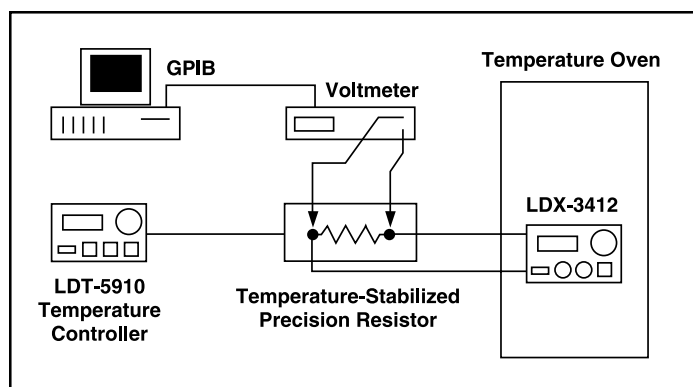 GPIB
Voltmeter
Temperature Oven
LDX-3412
LDT-5910
Temperature
Controller
Temperature-Stabilized
Precision Resistor